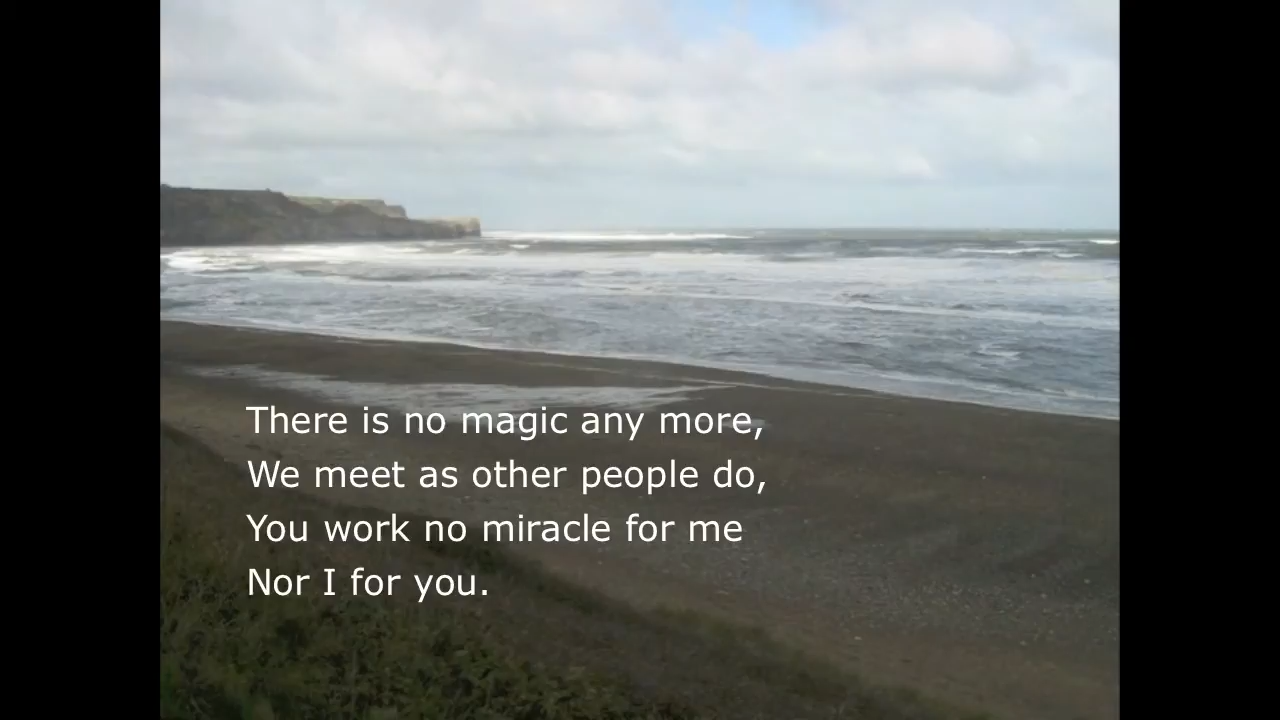 There is no magic any more,
We meet as other people do,
You work no miracle for me
Nor I for you.